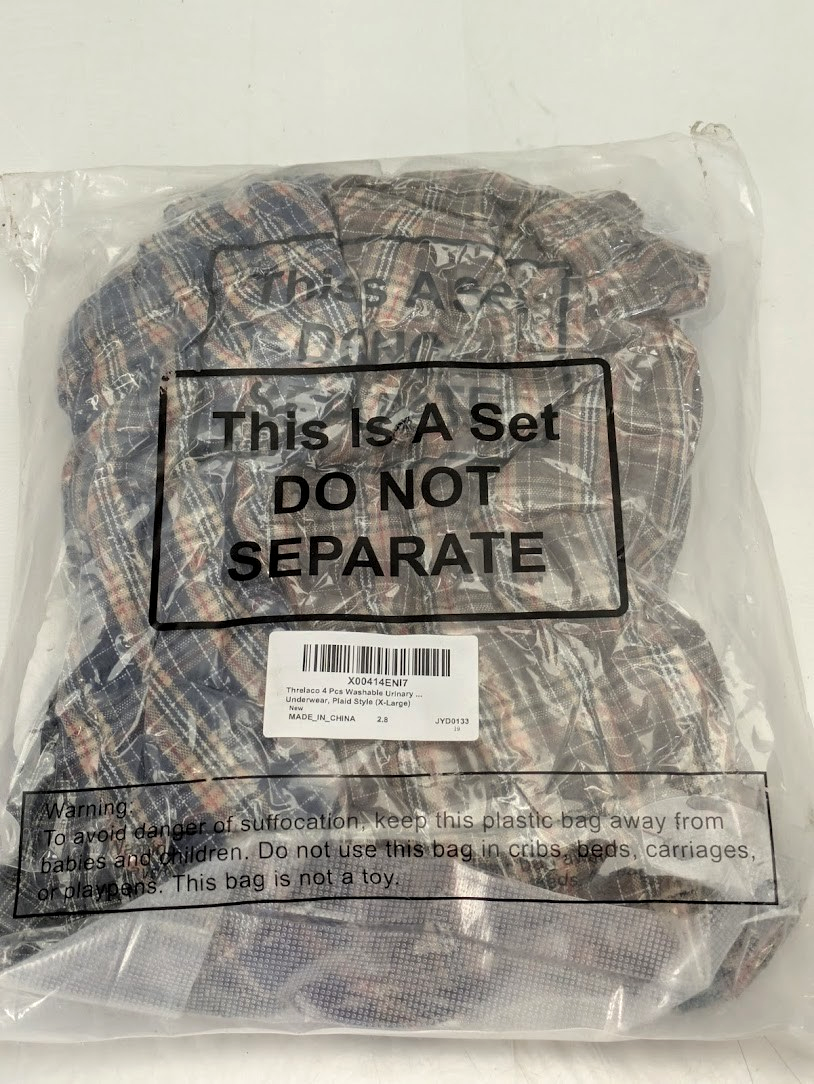 This Is A Set
DO NOT
SEPARATE
X00414ENI7
Threlaco 4 Pcs Washable Urinary ...
Underwear, Plaid Style (X-Large)
New
MADE_IN_CHINA 2.8 JYD0133
Warning:
To avoid danger of suffocation, keep this plastic bag away from
babies and children. Do not use this bag in cribs, beds, carriages,
or playpens. This bag is not a toy.